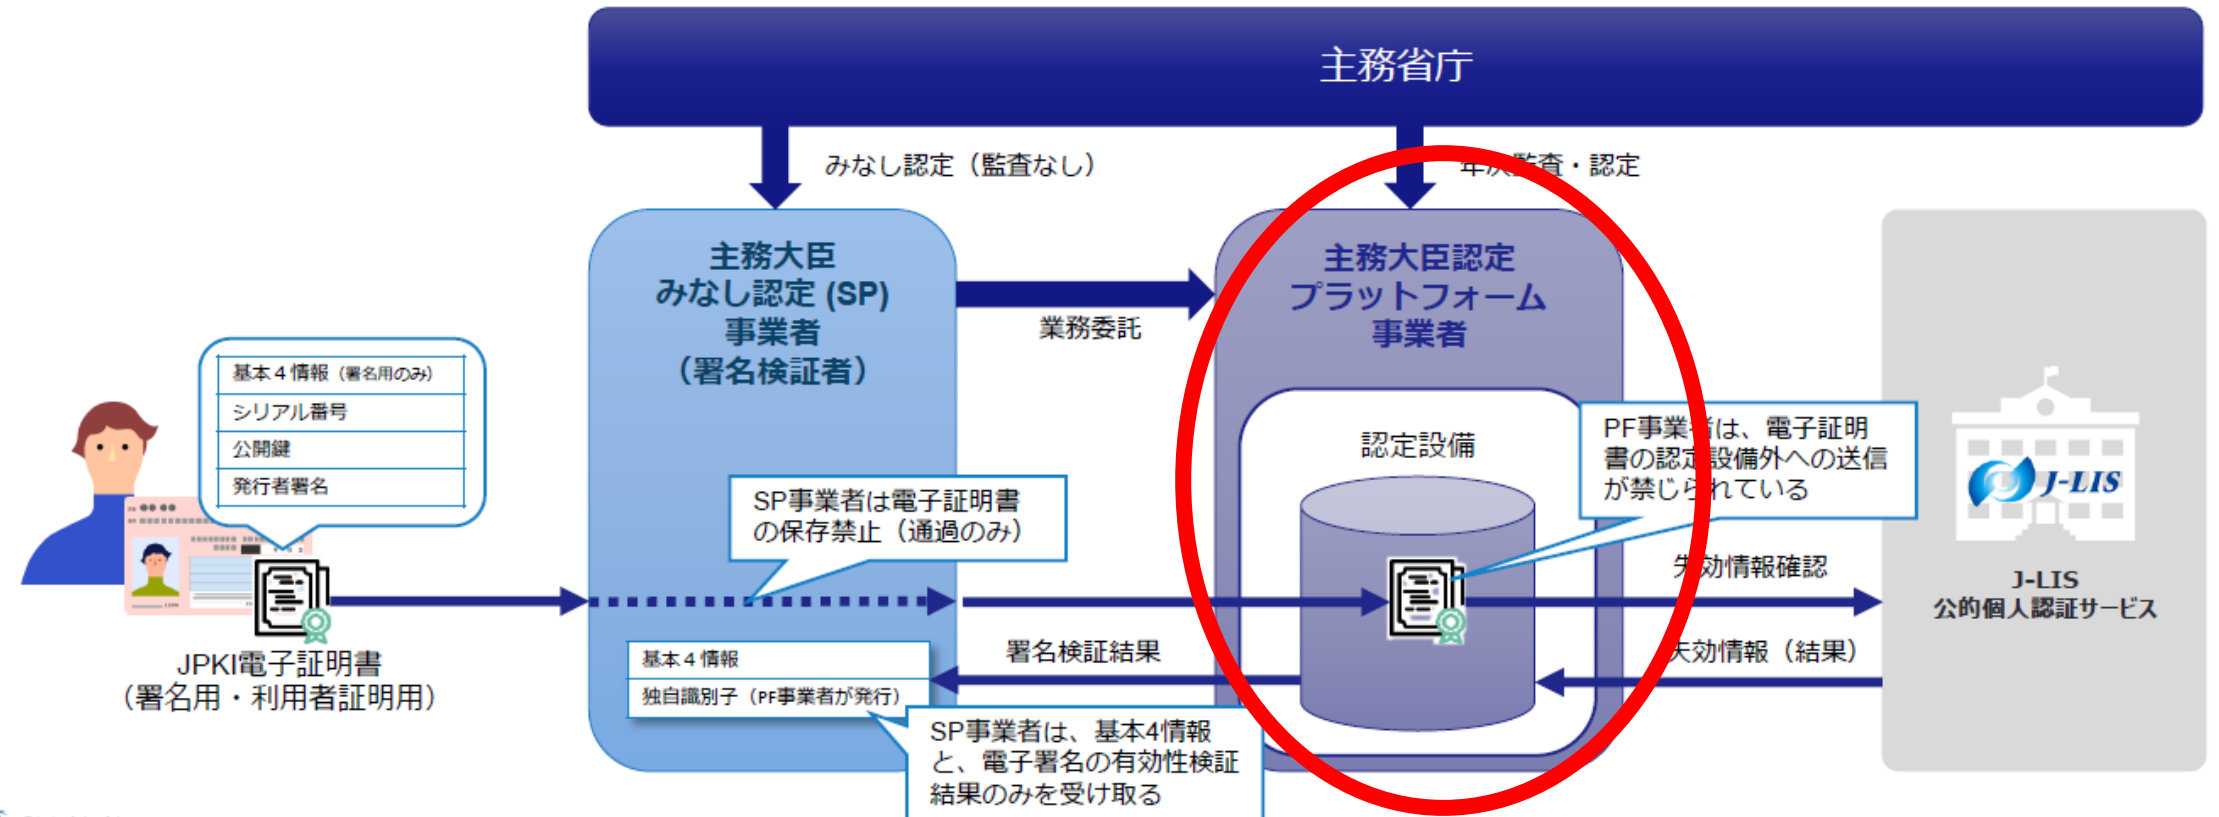 主務省庁
みなし認定（監査なし）
年次監査・認定
主務大臣
みなし認定 (SP)
事業者
（署名検証者）
業務委託
主務大臣認定
プラットフォーム
事業者
基本４情報（署名用のみ）
シリアル番号
公開鍵
発行者署名
認定設備
PF事業者は、電子証明
書の認定設備外への送信
が禁じられている
SP事業者は電子証明書
の保存禁止（通過のみ）
J-LIS
失効情報確認
J-LIS
公的個人認証サービス
JPKI電子証明書
（署名用・利用者証明用）
基本４情報
独自識別子（PF事業者が発行）
署名検証結果
失効情報（結果）
SP事業者は、基本4情報
と、電子署名の有効性検証
結果のみを受け取る